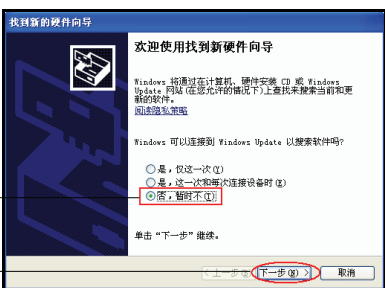 找到新的硬件向导
欢迎使用找到新硬件向导
Windows 将通过在计算机、硬件安装 CD 或 Windows
Update 网站(在您允许的情况下)上查找来搜索当前和更
新的软件。
阅读隐私策略
Windows 可以连接到 Windows Update 以搜索软件吗?
是，仅这一次(Y)
是，这一次和每次连接设备时(E)
否，暂时不(T)
单击“下一步”继续。
< 上一步(B) 下一步(N) > 取消